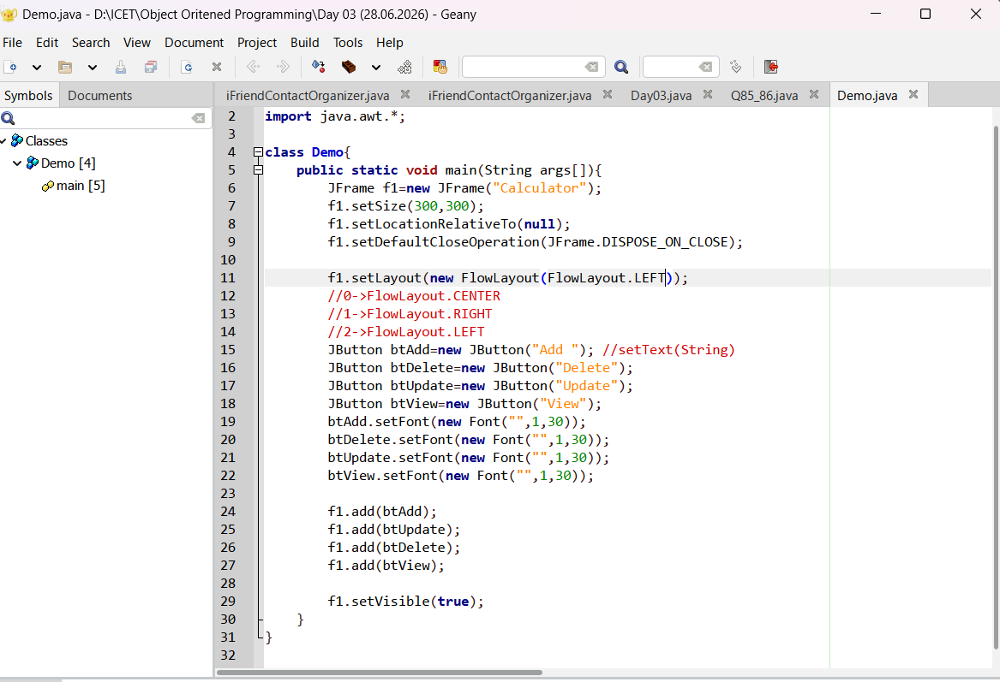 Demo.java - D:\ICET\Object Oritened Programming\Day 03 (28.06.2026) - Geany
File Edit Search View Document Project Build Tools Help
Symbols Documents
iFriendContactOrganizer.java iFriendContactOrganizer.java Day03.java Q85_86.java Demo.java
Classes
Demo [4]
main [5]
2 import java.awt.*;
3
4 class Demo{
5 public static void main(String args[]){
6 JFrame f1=new JFrame("Calculator");
7 f1.setSize(300,300);
8 f1.setLocationRelativeTo(null);
9 f1.setDefaultCloseOperation(JFrame.DISPOSE_ON_CLOSE);
10
11 f1.setLayout(new FlowLayout(FlowLayout.LEFT));
12 //0->FlowLayout.CENTER
13 //1->FlowLayout.RIGHT
14 //2->FlowLayout.LEFT
15 JButton btAdd=new JButton("Add "); //setText(String)
16 JButton btDelete=new JButton("Delete");
17 JButton btUpdate=new JButton("Update");
18 JButton btView=new JButton("View");
19 btAdd.setFont(new Font("",1,30));
20 btDelete.setFont(new Font("",1,30));
21 btUpdate.setFont(new Font("",1,30));
22 btView.setFont(new Font("",1,30));
23
24 f1.add(btAdd);
25 f1.add(btUpdate);
26 f1.add(btDelete);
27 f1.add(btView);
28
29 f1.setVisible(true);
30 }
31 }
32